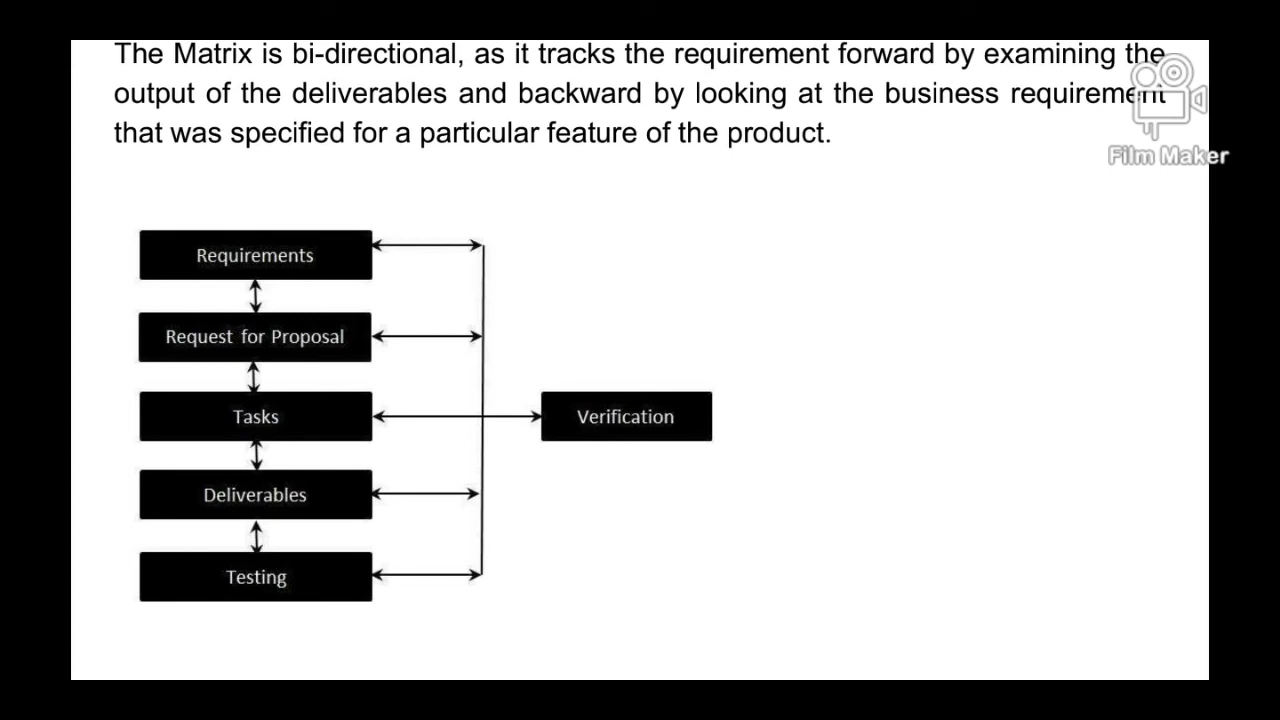 The Matrix is bi-directional, as it tracks the requirement forward by examining the
output of the deliverables and backward by looking at the business requirement
that was specified for a particular feature of the product.
Film Maker
Requirements
Request for Proposal
Tasks
Verification
Deliverables
Testing